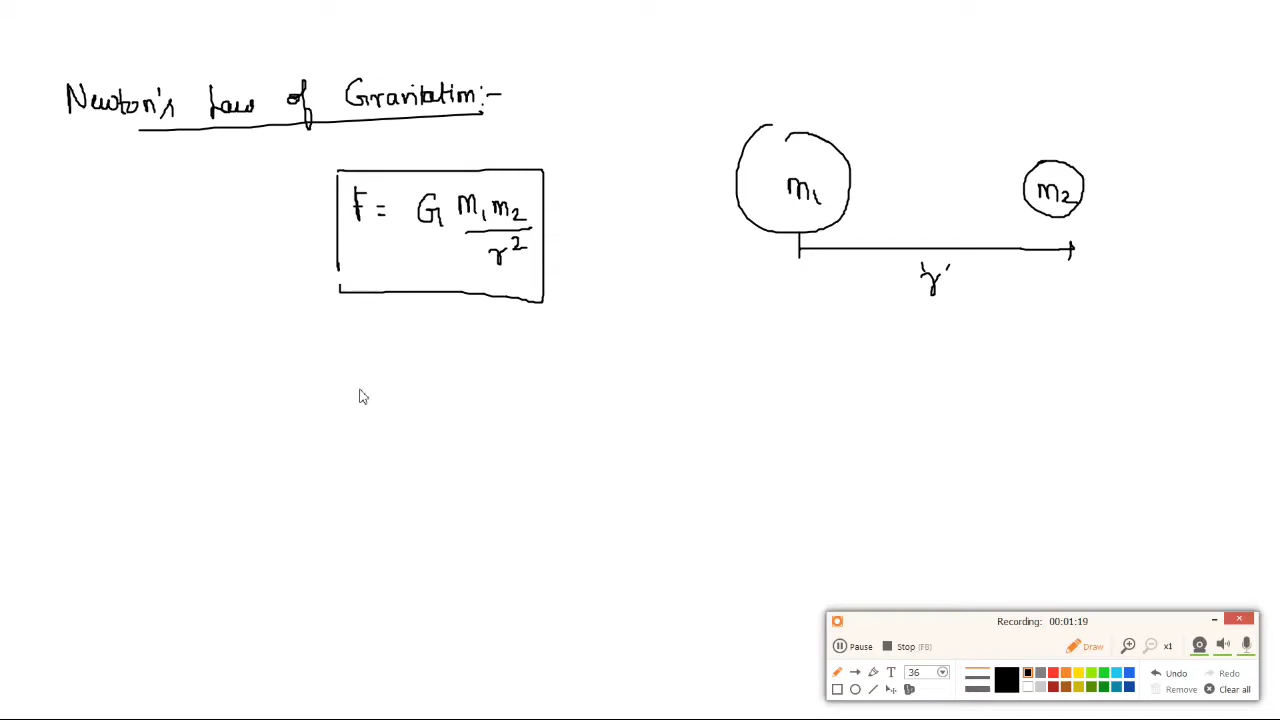 Newton's Law of Gravitation:-
F = G m₁m₂
r²
m₁
m₂
'r'
Recording: 00:01:19
Pause Stop (F8) Draw x1
T 36 Undo Redo
Remove Clear all